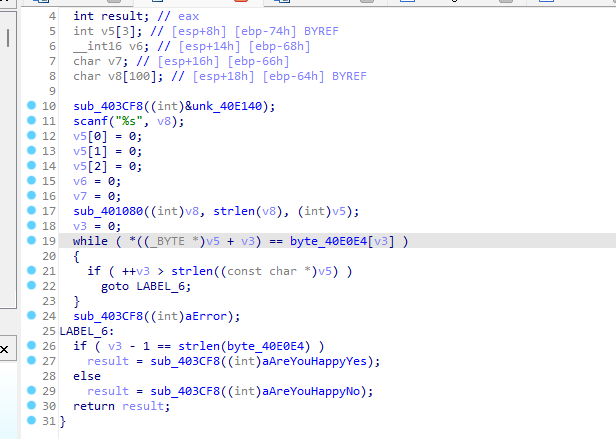 4 int result; // eax
5 int v5[3]; // [esp+8h] [ebp-74h] BYREF
6 __int16 v6; // [esp+14h] [ebp-68h]
7 char v7; // [esp+16h] [ebp-66h]
8 char v8[100]; // [esp+18h] [ebp-64h] BYREF
9
10 sub_403CF8((int)&unk_40E140);
11 scanf("%s", v8);
12 v5[0] = 0;
13 v5[1] = 0;
14 v5[2] = 0;
15 v6 = 0;
16 v7 = 0;
17 sub_401080((int)v8, strlen(v8), (int)v5);
18 v3 = 0;
19 while ( *((_BYTE *)v5 + v3) == byte_40E0E4[v3] )
20 {
21 if ( ++v3 > strlen((const char *)v5) )
22 goto LABEL_6;
23 }
24 sub_403CF8((int)aError);
25 LABEL_6:
26 if ( v3 - 1 == strlen(byte_40E0E4) )
27 result = sub_403CF8((int)aAreYouHappyYes);
28 else
29 result = sub_403CF8((int)aAreYouHappyNo);
30 return result;
31 }